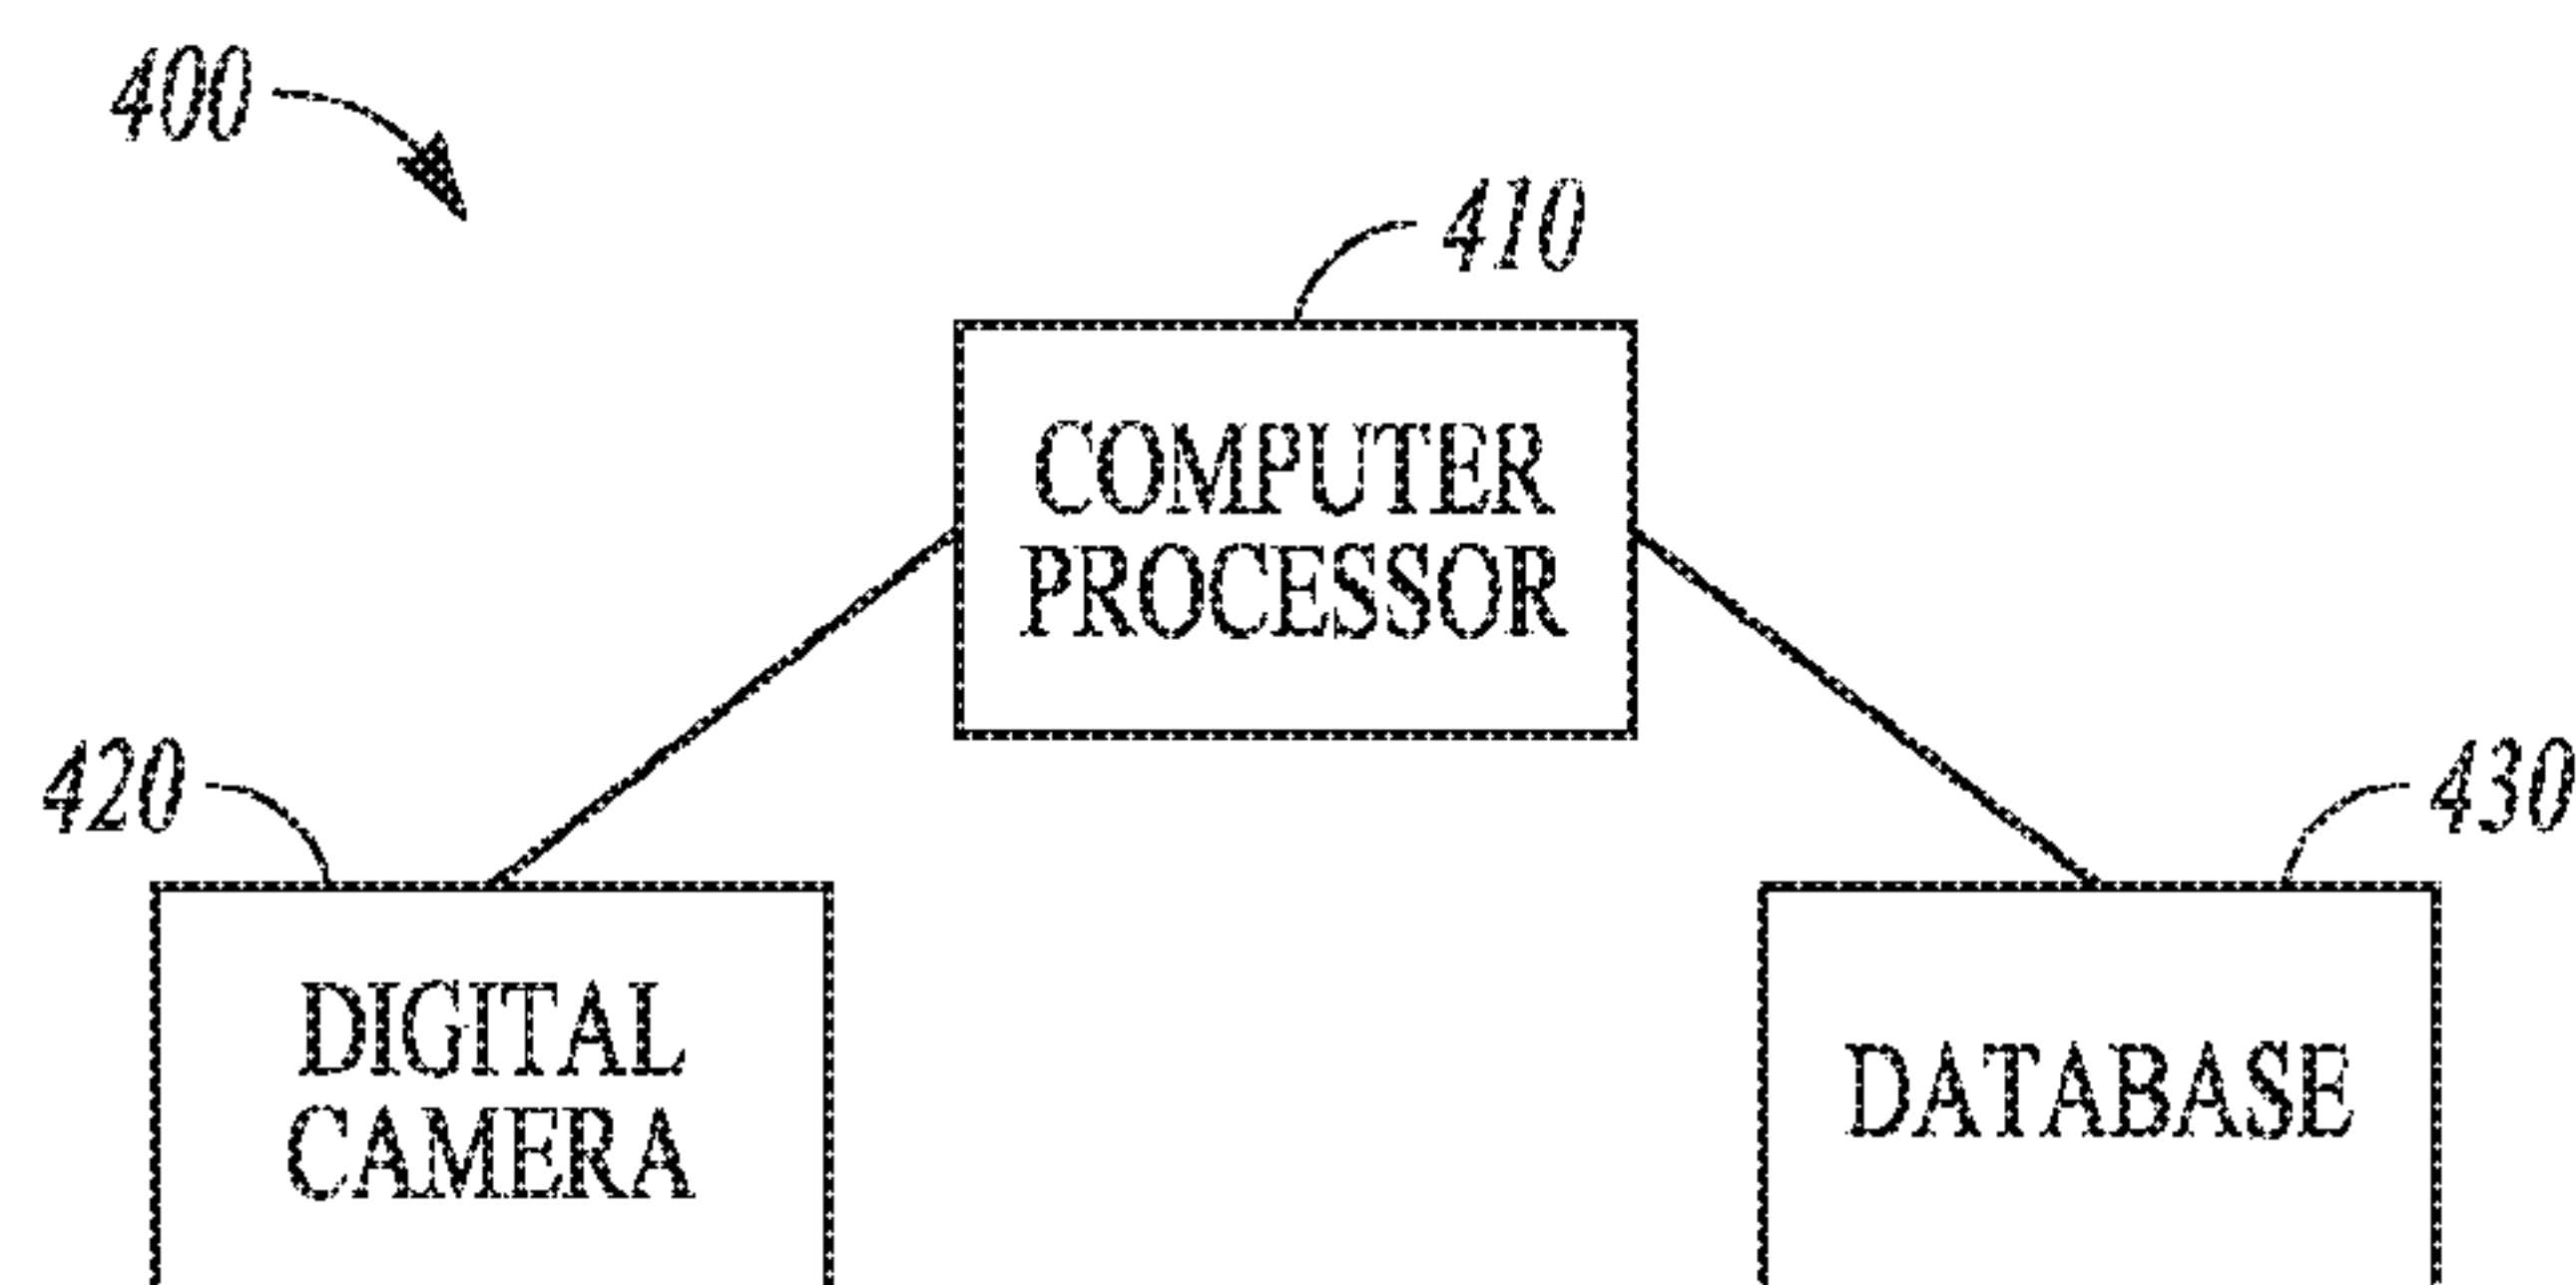 400
410
COMPUTER
PROCESSOR
420
430
DIGITAL
CAMERA
DATABASE